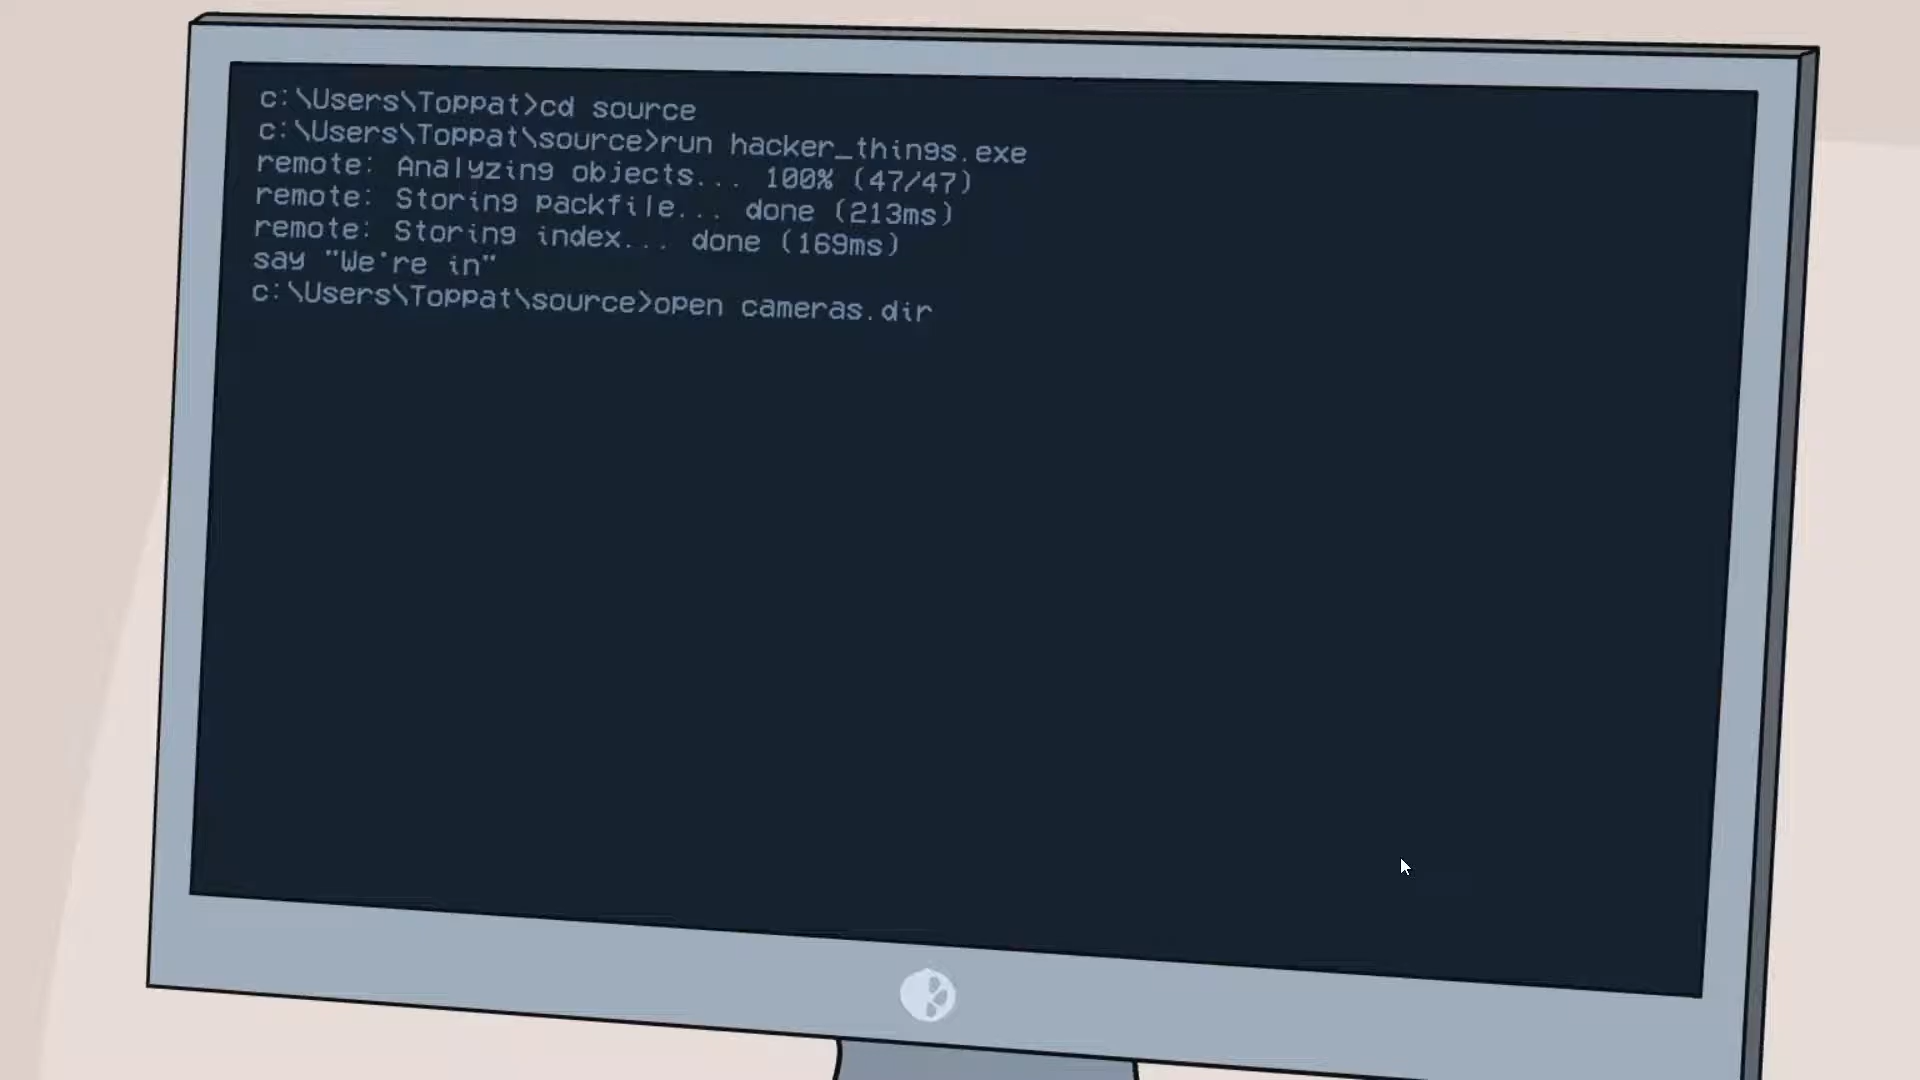 c:\Users\Toppat>cd source
c:\Users\Toppat\source>run hacker_things.exe
remote: Analyzing objects... 100% (47/47)
remote: Storing packfile... done (213ms)
remote: Storing index... done (169ms)
say "We're in"
c:\Users\Toppat\source>open cameras.dir